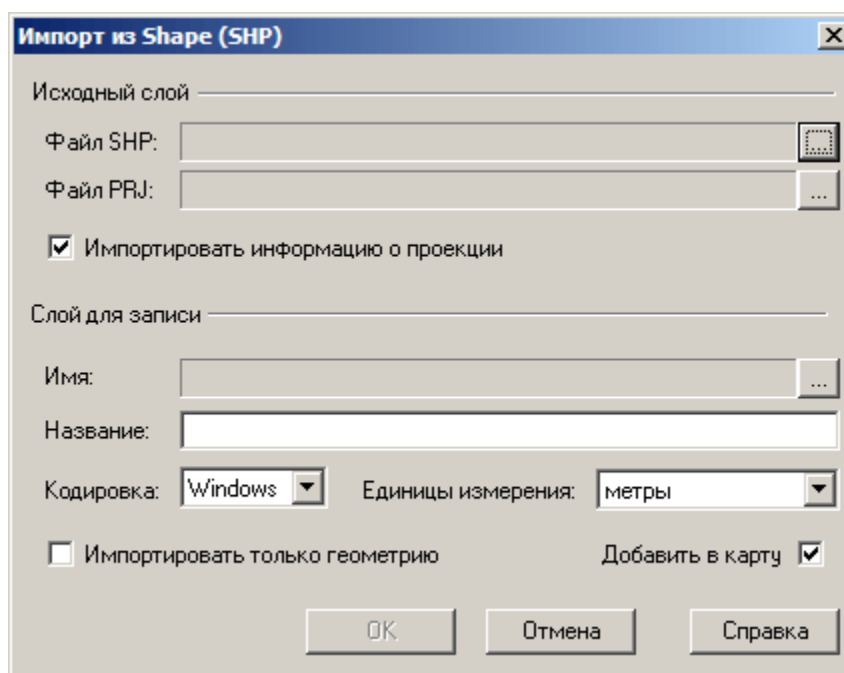 Импорт из Shape (SHP)
Исходный слой
Файл SHP: ...
Файл PRJ: ...
Импортировать информацию о проекции
Слой для записи
Имя: ...
Название:
Кодировка: Windows Единицы измерения: метры
Импортировать только геометрию Добавить в карту
OK Отмена Справка